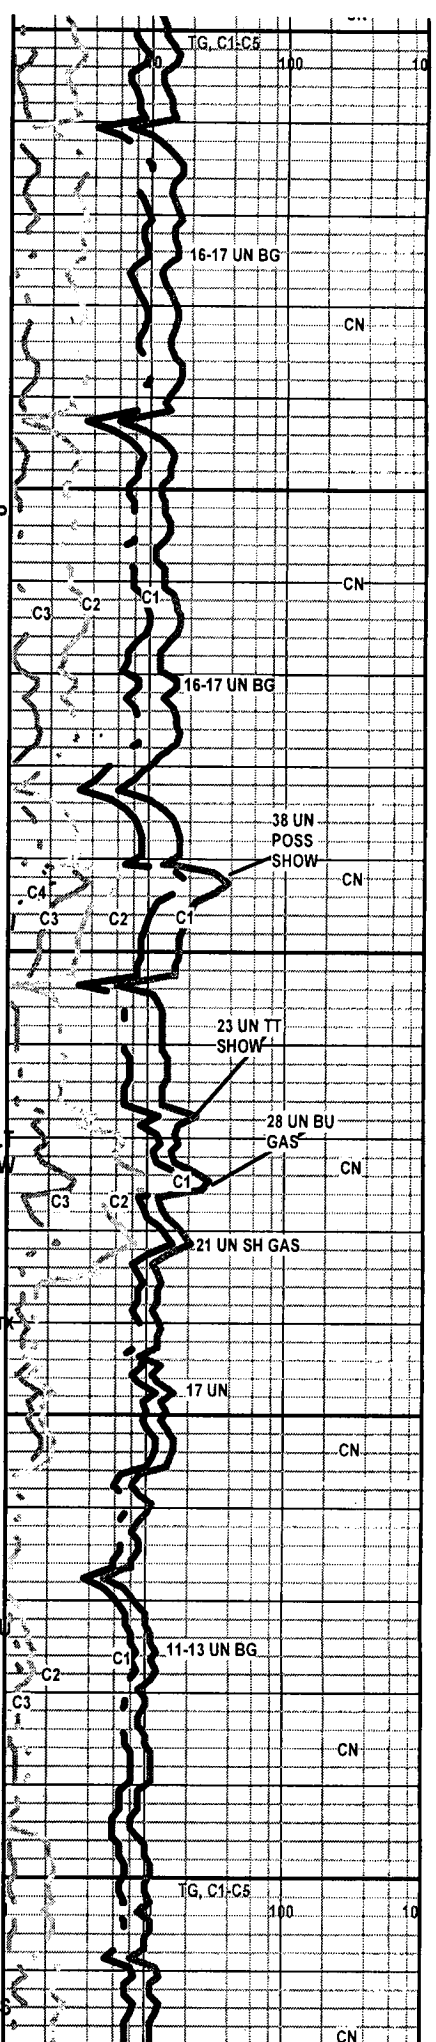 CN
TG, C1-C5
100
10
16-17 UN BG
CN
CN
C1
C2
C3
16-17 UN BG
38 UN
POSS
SHOW
CN
C4
C3
C2
C1
23 UN TT
SHOW
28 UN BU
GAS
CN
C1
C3
C2
21 UN SH GAS
17 UN
CN
11-13 UN BG
C1
C2
C3
CN
TG, C1-C5
100
10
CN